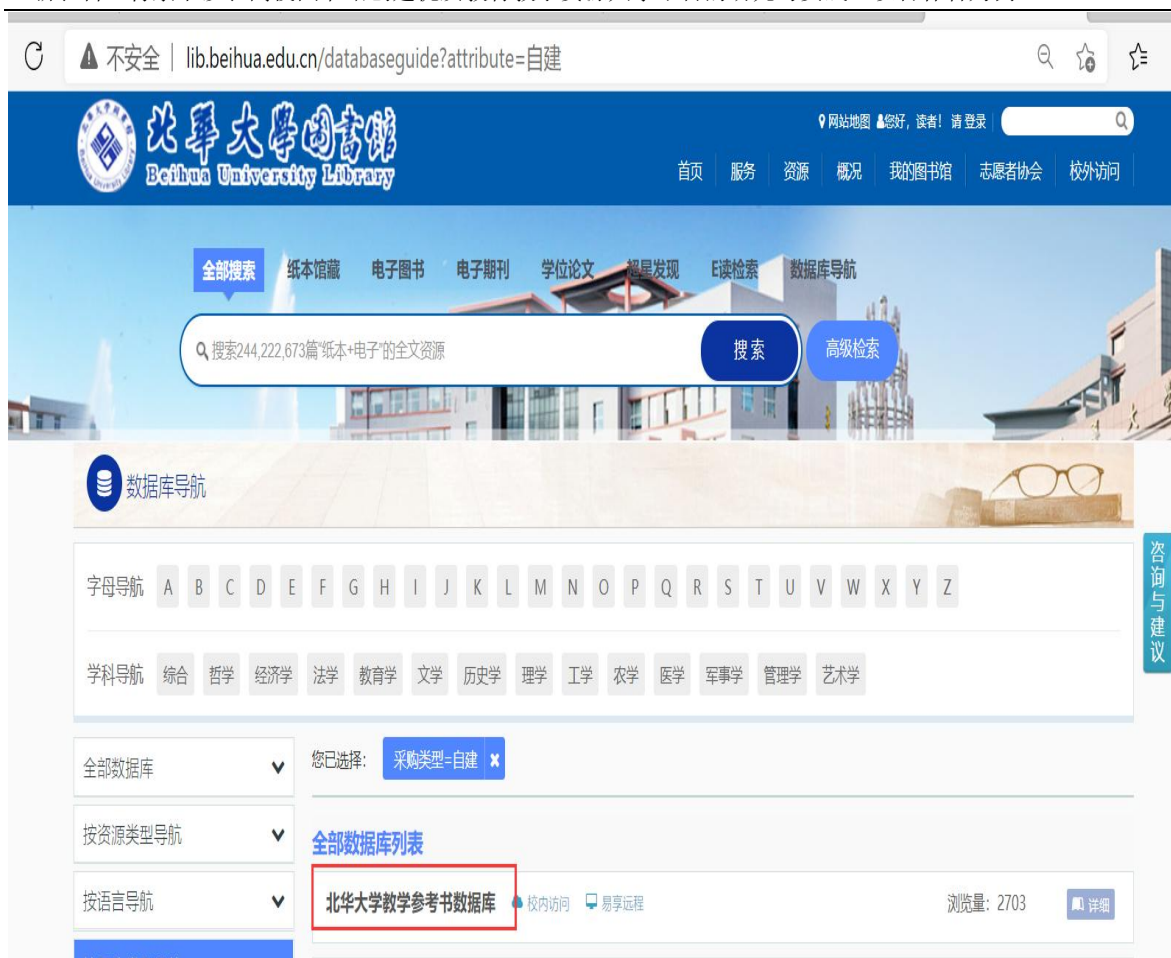 不安全 | lib.beihua.edu.cn/databaseguide?attribute=自建
北華大學圖書館
Beihua University Library
网站地图 您好，读者！ 请登录
首页 服务 资源 概况 我的图书馆 志愿者协会 校外访问
全部搜索 纸本馆藏 电子图书 电子期刊 学位论文 超星发现 E读检索 数据库导航
搜索244,222,673篇“纸本+电子”的全文资源 搜索 高级检索
数据库导航
咨询与建议
字母导航 A B C D E F G H I J K L M N O P Q R S T U V W X Y Z
学科导航 综合 哲学 经济学 法学 教育学 文学 历史学 理学 工学 农学 医学 军事学 管理学 艺术学
全部数据库 您已选择： 采购类型=自建 ×
按资源类型导航 全部数据库列表
按语言导航 北华大学教学参考书数据库 校内访问 易享远程 浏览量：2703 详细